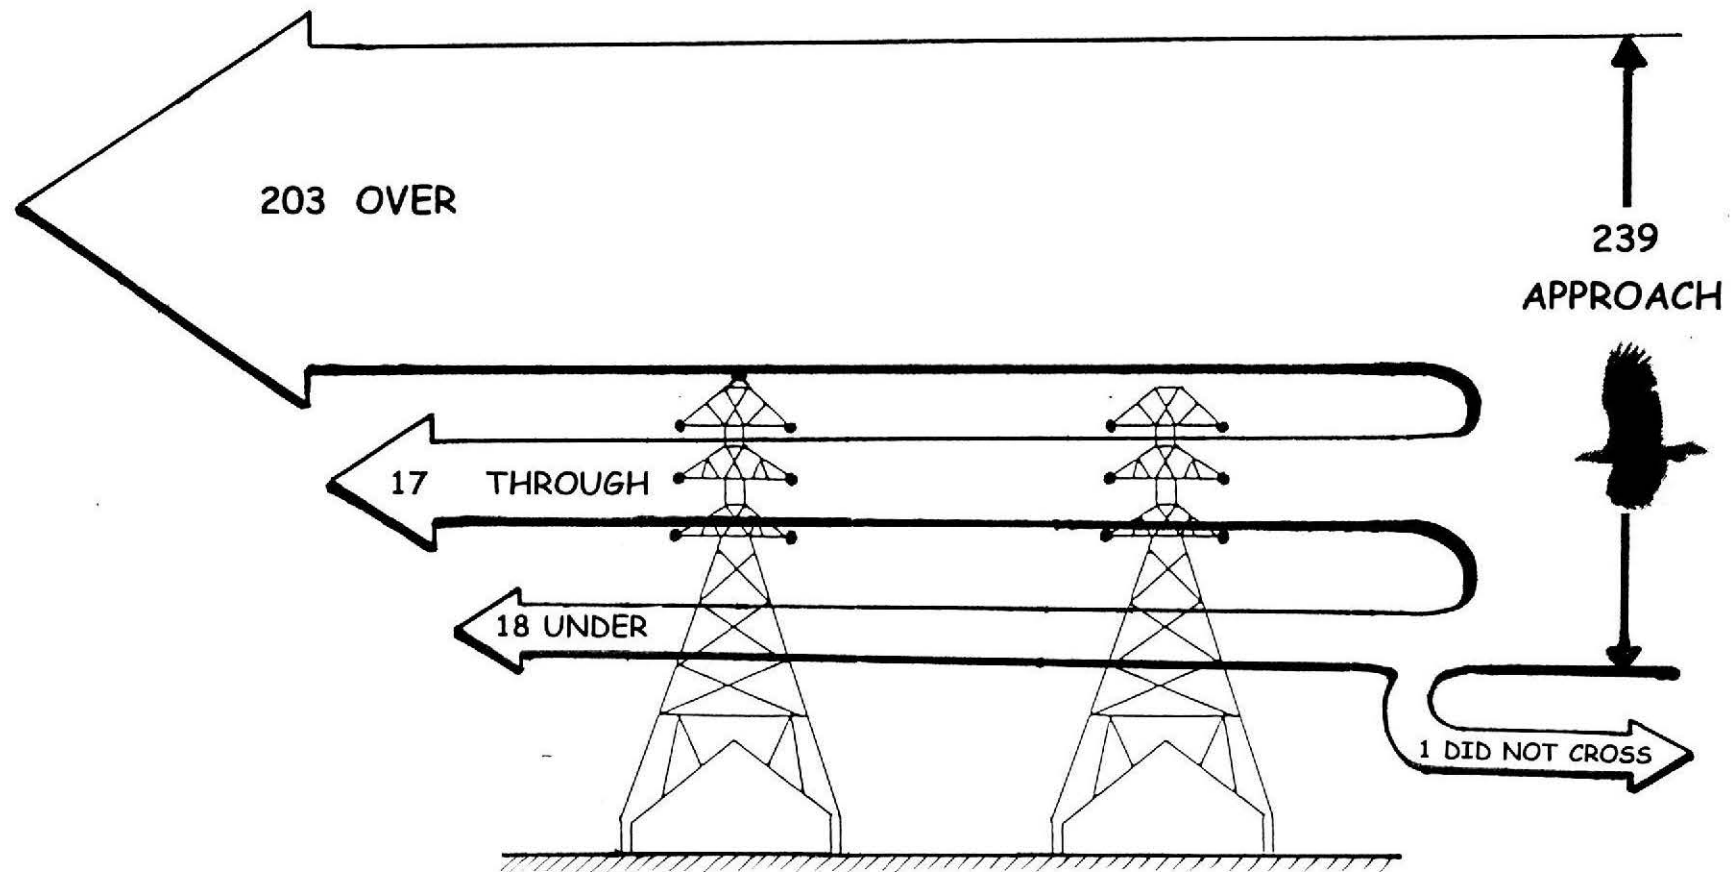 203 OVER
239
APPROACH
17 THROUGH
18 UNDER
1 DID NOT CROSS